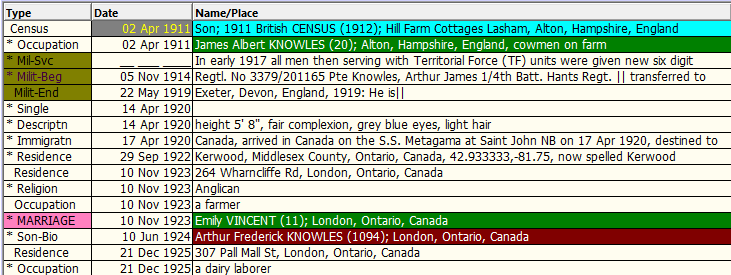 Type Date Name/Place
Census 02 Apr 1911 Son; 1911 British CENSUS (1912); Hill Farm Cottages Lasham, Alton, Hampshire, England
* Occupation 02 Apr 1911 James Albert KNOWLES (20); Alton, Hampshire, England, cowmen on farm
* Mil-Svc __ ___ ____ In early 1917 all men then serving with Territorial Force (TF) units were given new six digit
* Milit-Beg 05 Nov 1914 Regtl. No 3379/201165 Pte Knowles, Arthur James 1/4th Batt. Hants Regt. || transferred to
Milit-End 22 May 1919 Exeter, Devon, England, 1919: He is||
* Single 14 Apr 1920
* Descriptn 14 Apr 1920 height 5' 8", fair complexion, grey blue eyes, light hair
* Immigratn 17 Apr 1920 Canada, arrived in Canada on the S.S. Metagama at Saint John NB on 17 Apr 1920, destined to
* Residence 29 Sep 1922 Kerwood, Middlesex County, Ontario, Canada, 42.933333,-81.75, now spelled Kerwood
Residence 10 Nov 1923 264 Wharncliffe Rd, London, Ontario, Canada
* Religion 10 Nov 1923 Anglican
Occupation 10 Nov 1923 a farmer
* MARRIAGE 10 Nov 1923 Emily VINCENT (11); London, Ontario, Canada
* Son-Bio 10 Jun 1924 Arthur Frederick KNOWLES (1094); London, Ontario, Canada
Residence 21 Dec 1925 307 Pall Mall St, London, Ontario, Canada
* Occupation 21 Dec 1925 a dairy laborer